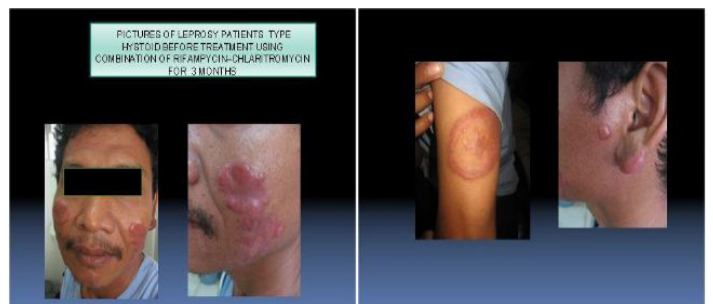 PICTURES OF LEPROSY PATIENTS TYPE
HYSTOID BEFORE TREATMENT USING
COMBINATION OF RIFAMPYCIN-CHLARITROMYCIN
FOR 3 MONTHS